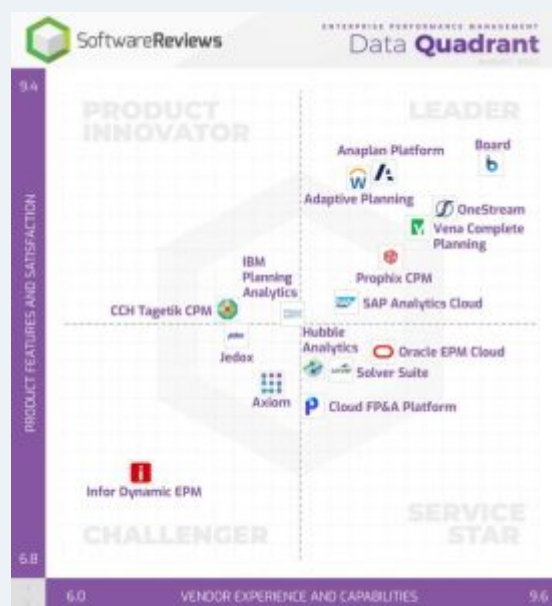 SoftwareReviews
ENTERPRISE PERFORMANCE MANAGEMENT
Data Quadrant
9.4
PRODUCT
INNOVATOR
LEADER
Board
Anaplan Platform
Adaptive Planning
OneStream
Vena Complete
Planning
Prophix CPM
IBM
Planning
Analytics
SAP Analytics Cloud
CCH Tagetik CPM
PRODUCT FEATURES AND SATISFACTION
Hubble
Analytics
Oracle EPM Cloud
Jedox
Solver Suite
Axiom
Cloud FP&A Platform
Infor Dynamic EPM
CHALLENGER
SERVICE
STAR
6.8
6.0
VENDOR EXPERIENCE AND CAPABILITIES
9.6